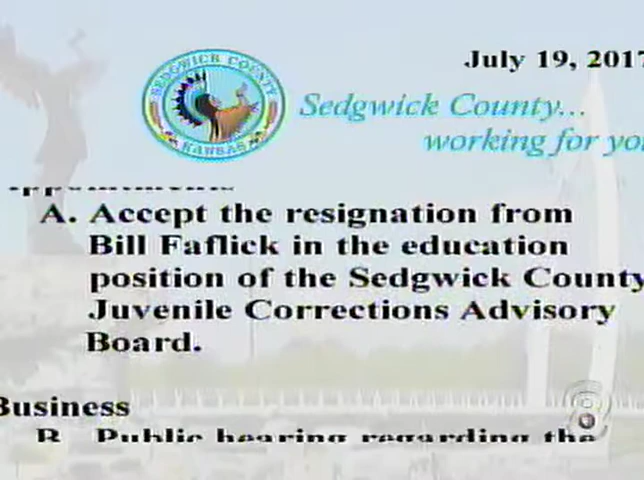 July 19, 2017
SEDGWICK COUNTY
KANSAS
Sedgwick County...
working for yo
A. Accept the resignation from
Bill Faflick in the education
position of the Sedgwick County
Juvenile Corrections Advisory
Board.
Business
B. Public hearing regarding the
8